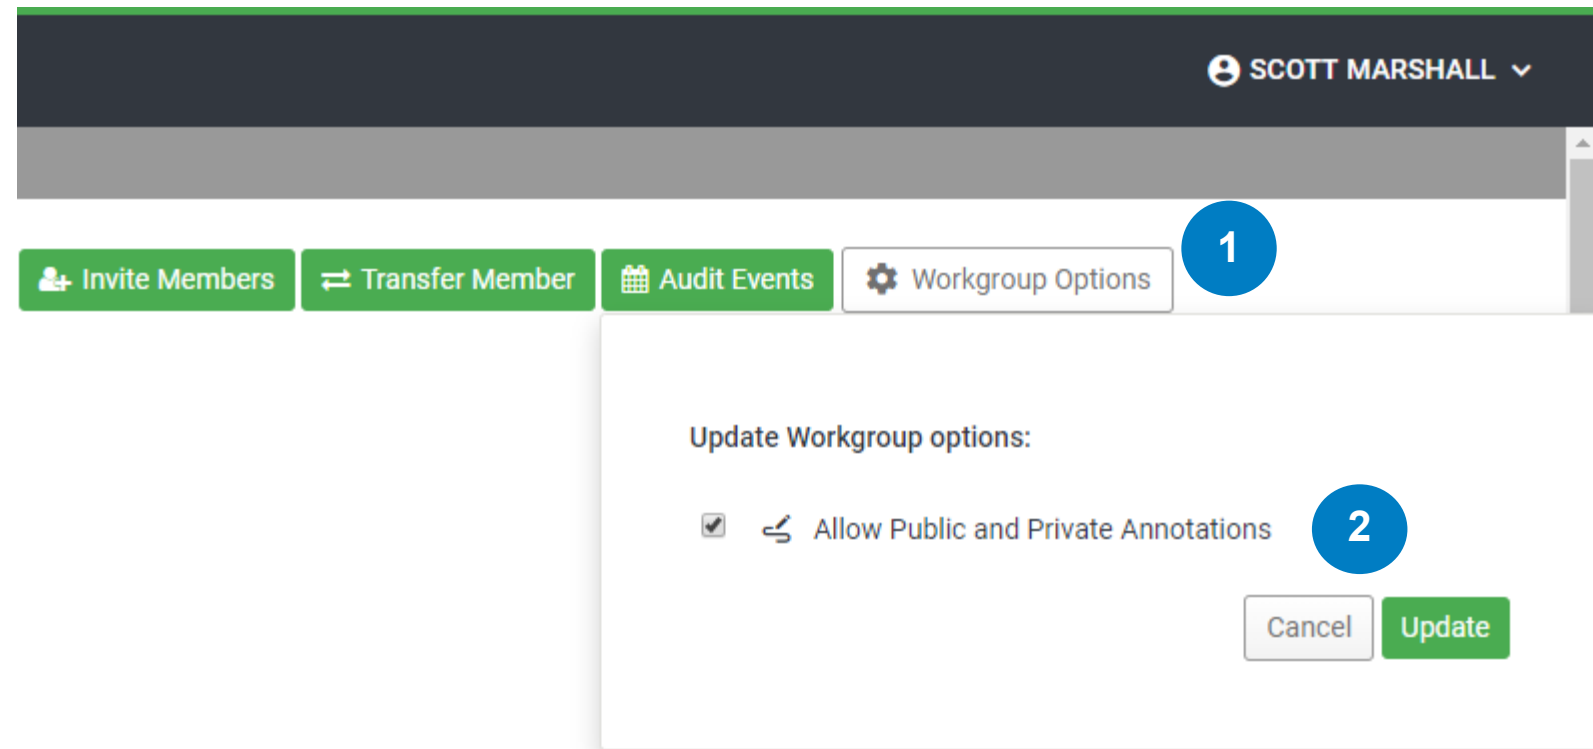 SCOTT MARSHALL
1
Invite Members Transfer Member Audit Events Workgroup Options
Update Workgroup options:
Allow Public and Private Annotations 2
Cancel Update